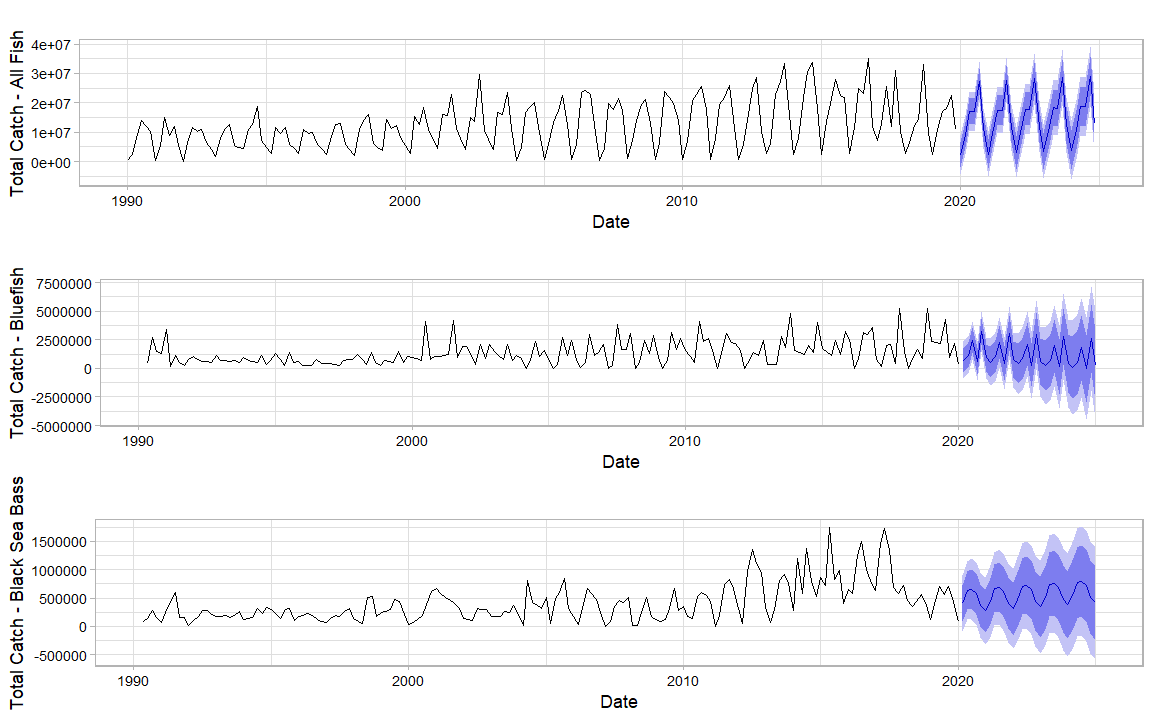 Total Catch - All Fish
4e+07
3e+07
2e+07
1e+07
0e+00
1990
2000
2010
2020
Date
Total Catch - Bluefish
7500000
5000000
2500000
0
-2500000
-5000000
1990
2000
2010
2020
Date
Total Catch - Black Sea Bass
1500000
1000000
500000
0
-500000
1990
2000
2010
2020
Date